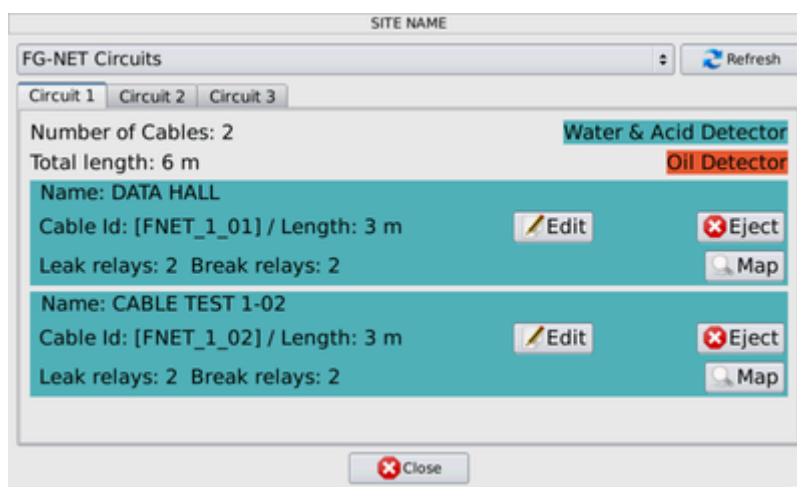 SITE NAME
FG-NET Circuits
Refresh
Circuit 1 Circuit 2 Circuit 3
Number of Cables: 2 Water & Acid Detector
Total length: 6 m Oil Detector
Name: DATA HALL
Cable Id: [FNET_1_01] / Length: 3 m Edit Eject
Leak relays: 2 Break relays: 2 Map
Name: CABLE TEST 1-02
Cable Id: [FNET_1_02] / Length: 3 m Edit Eject
Leak relays: 2 Break relays: 2 Map
Close